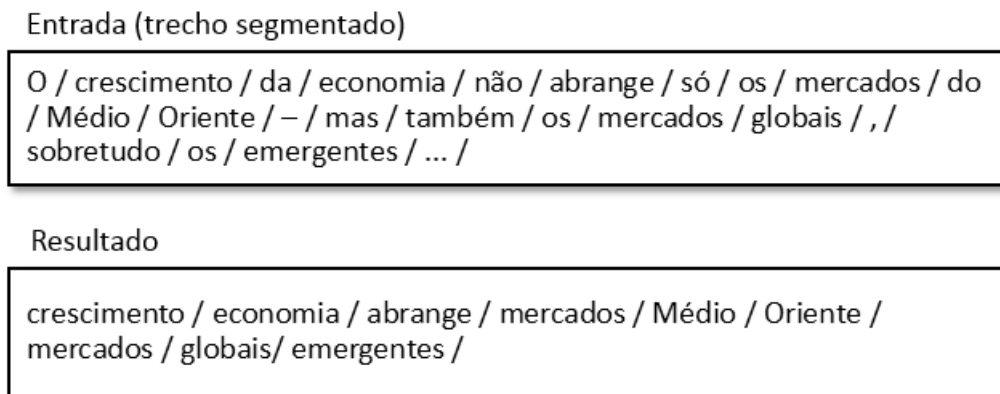 Entrada (trecho segmentado)
O / crescimento / da / economia / não / abrange / só / os / mercados / do
/ Médio / Oriente / – / mas / também / os / mercados / globais / , /
sobretudo / os / emergentes / ... /
Resultado
crescimento / economia / abrange / mercados / Médio / Oriente /
mercados / globais/ emergentes /